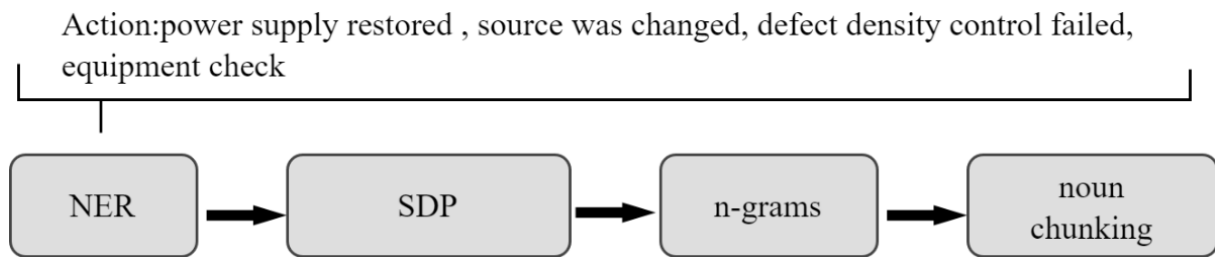 Action:power supply restored , source was changed, defect density control failed,
equipment check
NER
SDP
n-grams
noun
chunking